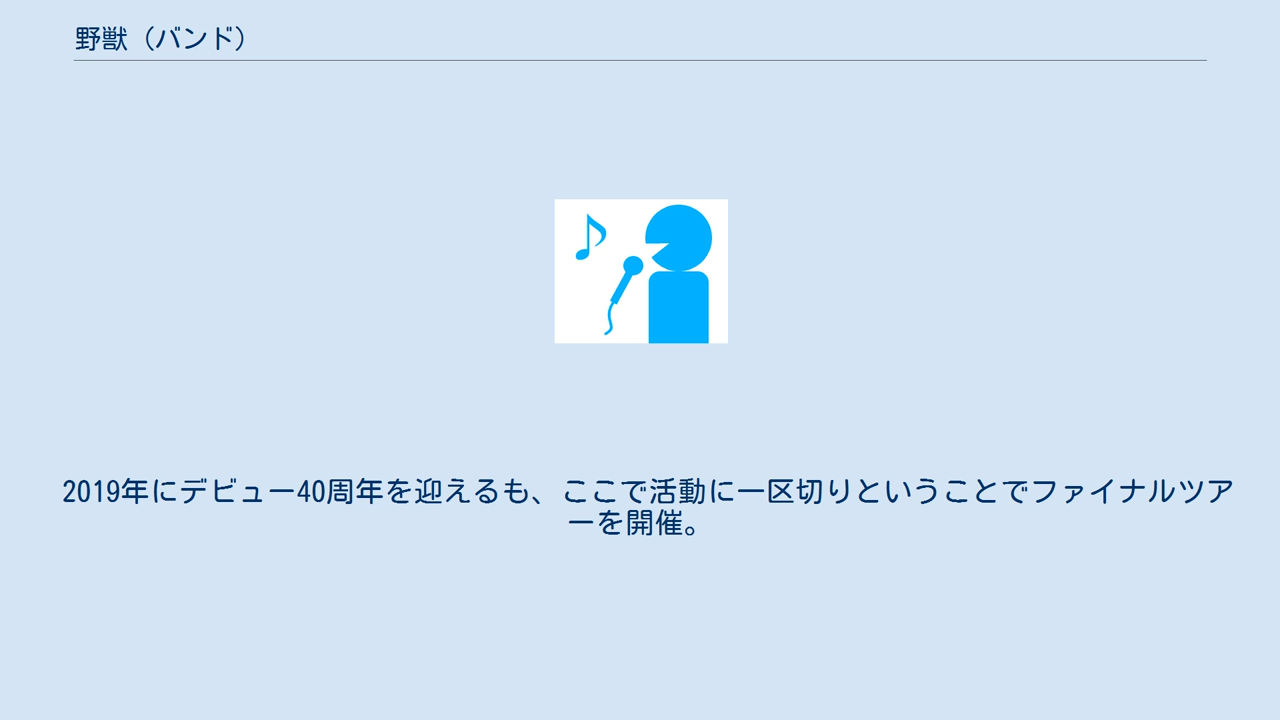 野獣（バンド）
2019年にデビュー40周年を迎えるも、ここで活動に一区切りということでファイナルツア
ーを開催。